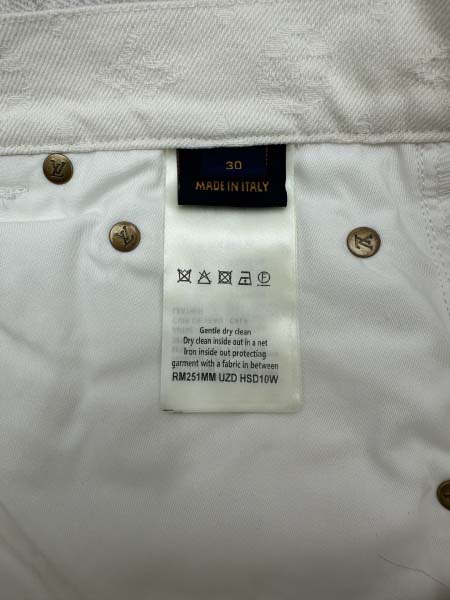 30
MADE IN ITALY
Gentle dry clean
Dry clean inside out in a net
Iron inside out protecting
garment with a fabric in between
RM251MM UZD HSD10W